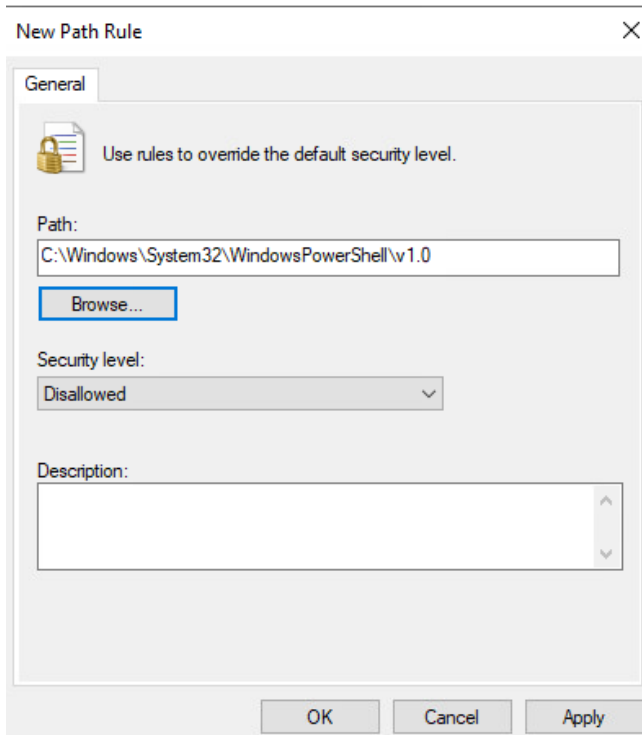 New Path Rule
General
Use rules to override the default security level.
Path:
C:\Windows\System32\WindowsPowerShell\v1.0
Browse...
Security level:
Disallowed
Description:
OK Cancel Apply